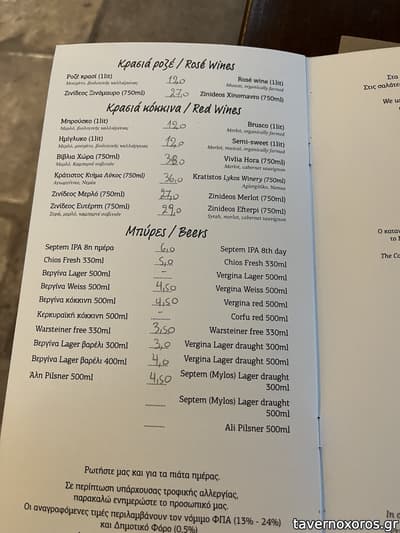 Κρασιά ροζέ / Rosé Wines
Ροζέ κρασί (1lit) 12,0 Rosé wine (1lit)
Μοσχάτο, βιολογικής καλλιέργειας Muscat, organically farmed
Ζινίδεος Ξινόμαυρο (750ml) 27,0 Zinideos Xinomavro (750ml)
Κρασιά κόκκινα / Red Wines
Μπρούσκο (1lit) 12,0 Brusco (1lit)
Μερλό, βιολογικής καλλιέργειας Merlot, organically farmed
Ημίγλυκο (1lit) 12,0 Semi-sweet (1lit)
Μερλό, μοσχάτο, βιολογικής καλλιέργειας Merlot, muscat, organically farmed
Βίβλια Χώρα (750ml) 38,0 Vivlia Hora (750ml)
Μερλό, Καμπερνέ σοβινιόν Merlot, cabernet sauvignon
Κράτιστος Κτήμα Λύκος (750ml) 36,0 Kratistos Lykos Winery (750ml)
Αγιωργίτικο, Νεμέα Agiorgitiko, Nemea
Ζινίδεος Μερλό (750ml) 27,0 Zinideos Merlot (750ml)
Ζινίδεος Ευτέρπη (750ml) 29,0 Zinideos Efterpi (750ml)
Συρά, μερλό, καμπερνέ σοβινιόν Syrah, merlot, cabernet sauvignon
Μπύρες / Beers
Septem IPA 8η ημέρα 6,0 Septem IPA 8th day
Chios Fresh 330ml 5,0 Chios Fresh 330ml
Βεργίνα Lager 500ml – Vergina Lager 500ml
Βεργίνα Weiss 500ml 4,50 Vergina Weiss 500ml
Βεργίνα κόκκινη 500ml 4,50 Vergina red 500ml
Κερκυραϊκή κόκκινη 500ml – Corfu red 500ml
Warsteiner free 330ml 3,50 Warsteiner free 330ml
Βεργίνα Lager βαρέλι 300ml 3,0 Vergina Lager draught 300ml
Βεργίνα Lager βαρέλι 400ml 4,0 Vergina Lager draught 500ml
Άλη Pilsner 500ml 4,50 Septem (Mylos) Lager draught
300ml
Septem (Mylos) Lager draught
500ml
Ali Pilsner 500ml
Ρωτήστε μας και για τα πιάτα ημέρας.
Σε περίπτωση υπάρχουσας τροφικής αλλεργίας,
παρακαλώ ενημερώστε το προσωπικό μας.
Οι αναγραφόμενες τιμές περιλαμβάνουν τον νόμιμο ΦΠΑ (13% - 24%)
και Δημοτικό Φόρο (0,5%)
Στα
Στις σαλάτε
We u
The Co
In c
tavernoxoros.gr